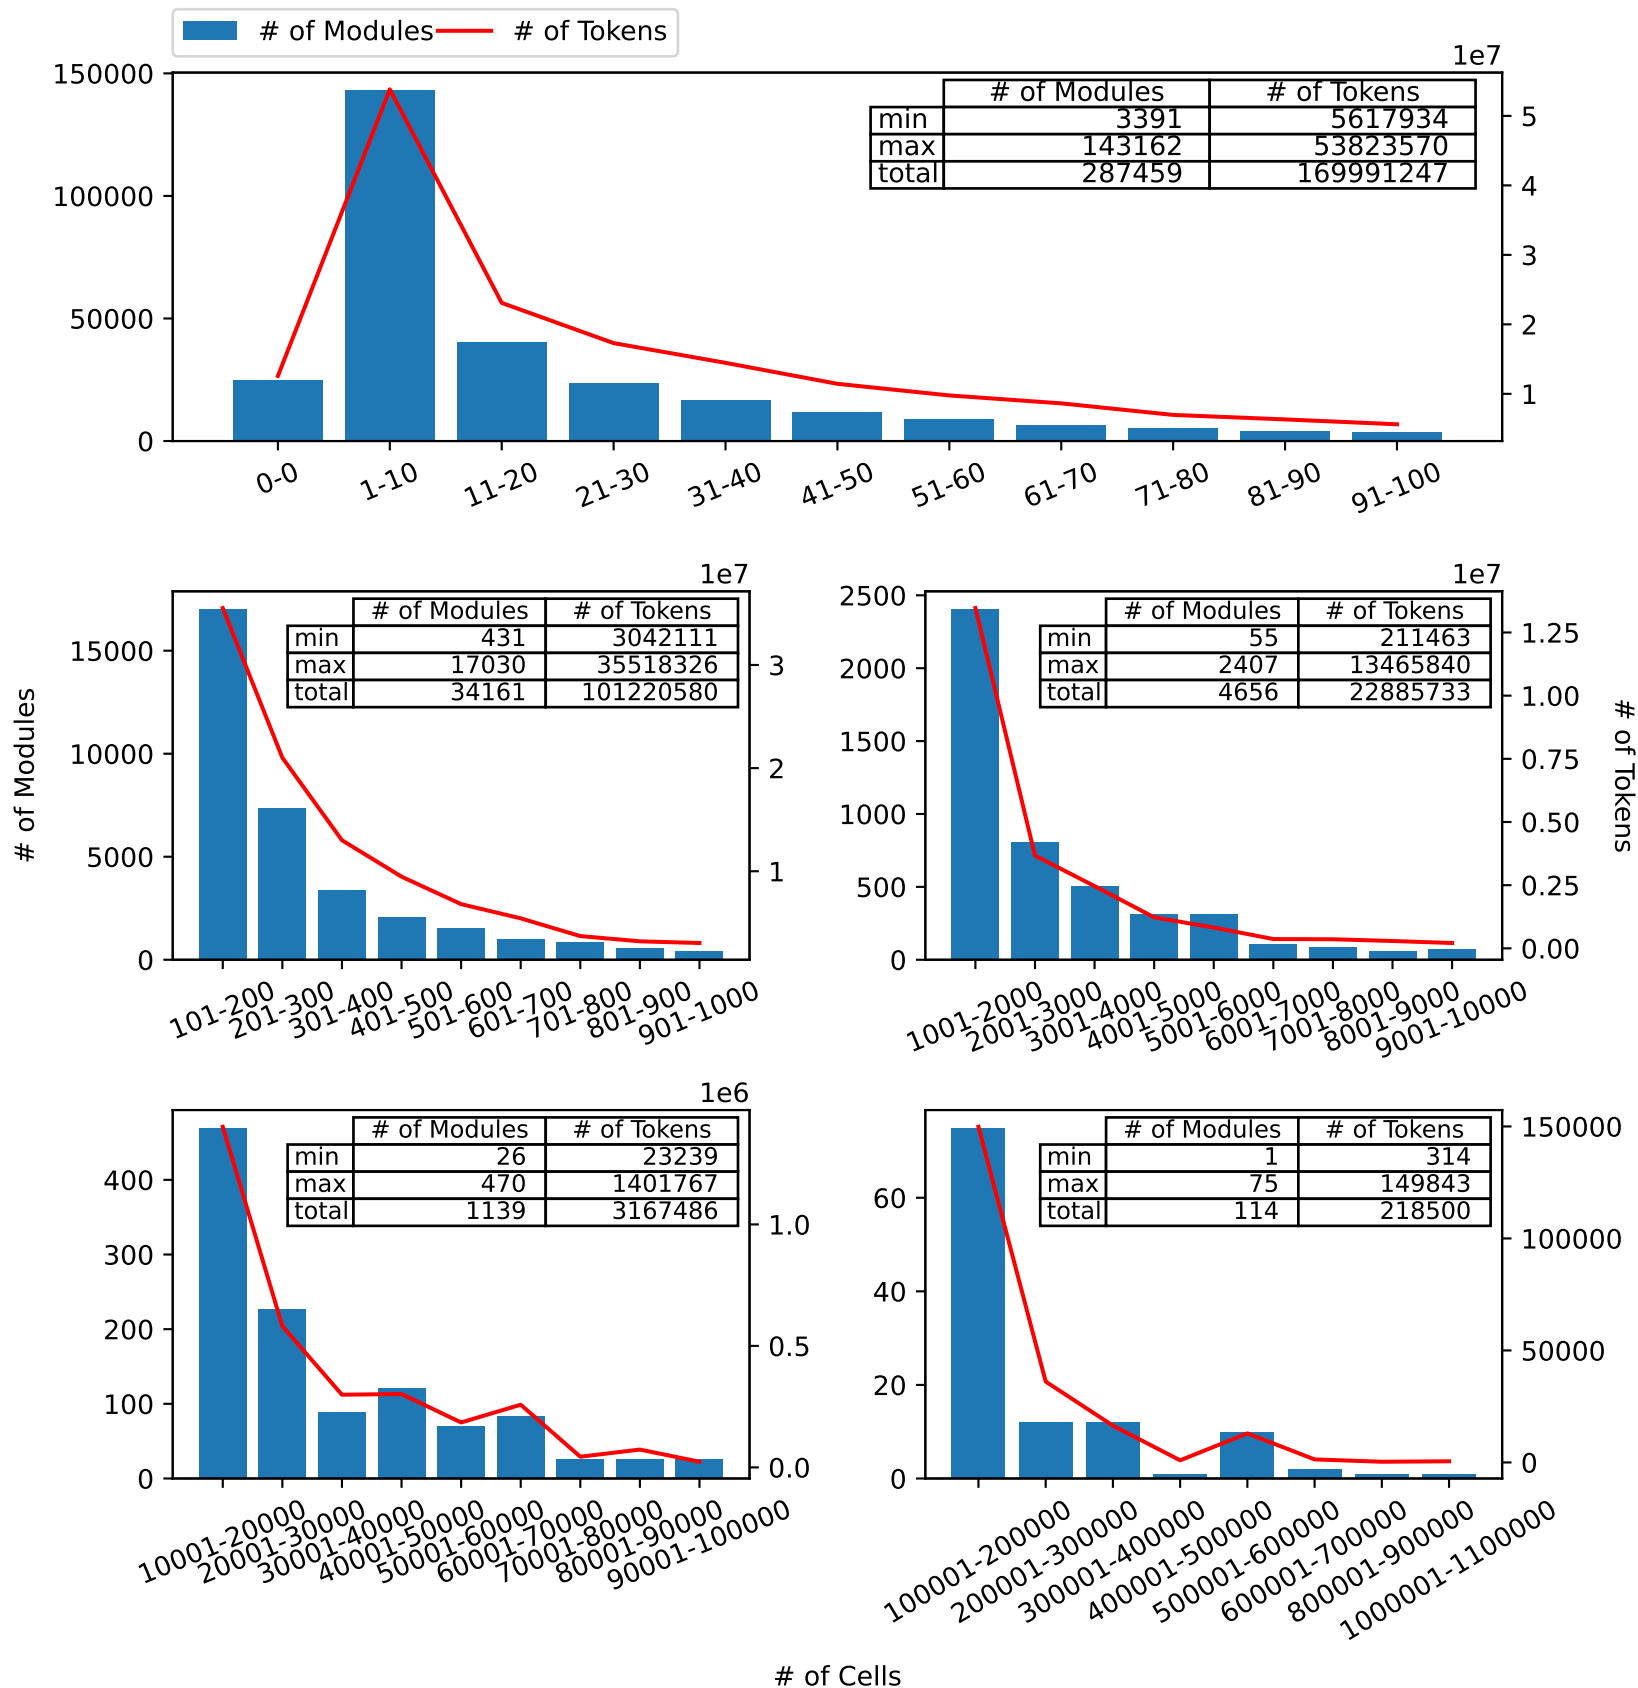 # of Modules # of Tokens
1e7
150000
100000
50000
0
5
4
3
2
1
# of Modules # of Tokens
min 3391 5617934
max 143162 53823570
total 287459 169991247
0-0 1-10 11-20 21-30 31-40 41-50 51-60 61-70 71-80 81-90 91-100
# of Modules
1e7
15000
10000
5000
0
3
2
1
# of Modules # of Tokens
min 431 3042111
max 17030 35518326
total 34161 101220580
101-200 201-300 301-400 401-500 501-600 601-700 701-800 801-900 901-1000
1e7
2500
2000
1500
1000
500
0
1.25
1.00
0.75
0.50
0.25
0.00
# of Modules # of Tokens
min 55 211463
max 2407 13465840
total 4656 22885733
1001-2000 2001-3000 3001-4000 4001-5000 5001-6000 6001-7000 7001-8000 8001-9000 9001-10000
# of Tokens
1e6
400
300
200
100
0
1.0
0.5
0.0
# of Modules # of Tokens
min 26 23239
max 470 1401767
total 1139 3167486
10001-20000 20001-30000 30001-40000 40001-50000 50001-60000 60001-70000 70001-80000 80001-90000 90001-100000
60
40
20
0
150000
100000
50000
0
# of Modules # of Tokens
min 1 314
max 75 149843
total 114 218500
100001-200000 200001-300000 300001-400000 400001-500000 500001-600000 600001-700000 800001-900000 1000001-1100000
# of Cells